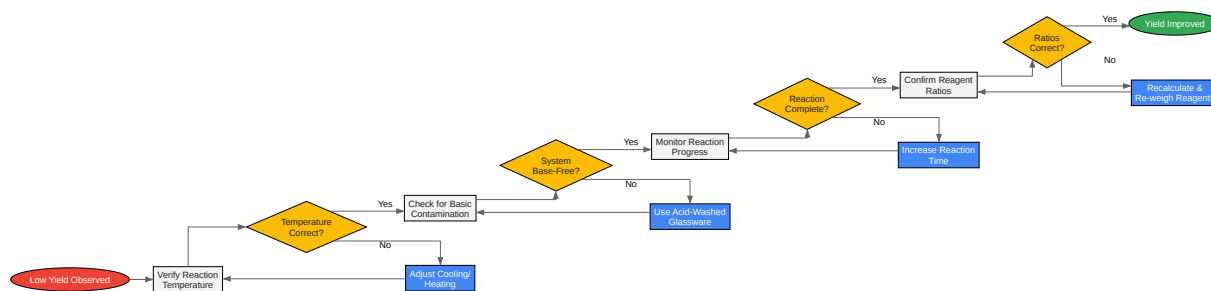 Low Yield Observed
Verify Reaction
Temperature
Temperature
Correct?
Yes
No
Adjust Cooling/
Heating
Check for Basic
Contamination
System
Base-Free?
Yes
No
Use Acid-Washed
Glassware
Monitor Reaction
Progress
Reaction
Complete?
Yes
No
Increase Reaction
Time
Confirm Reagent
Ratios
Ratios
Correct?
Yes
No
Recalculate &
Re-weigh Reagents
Yield Improved